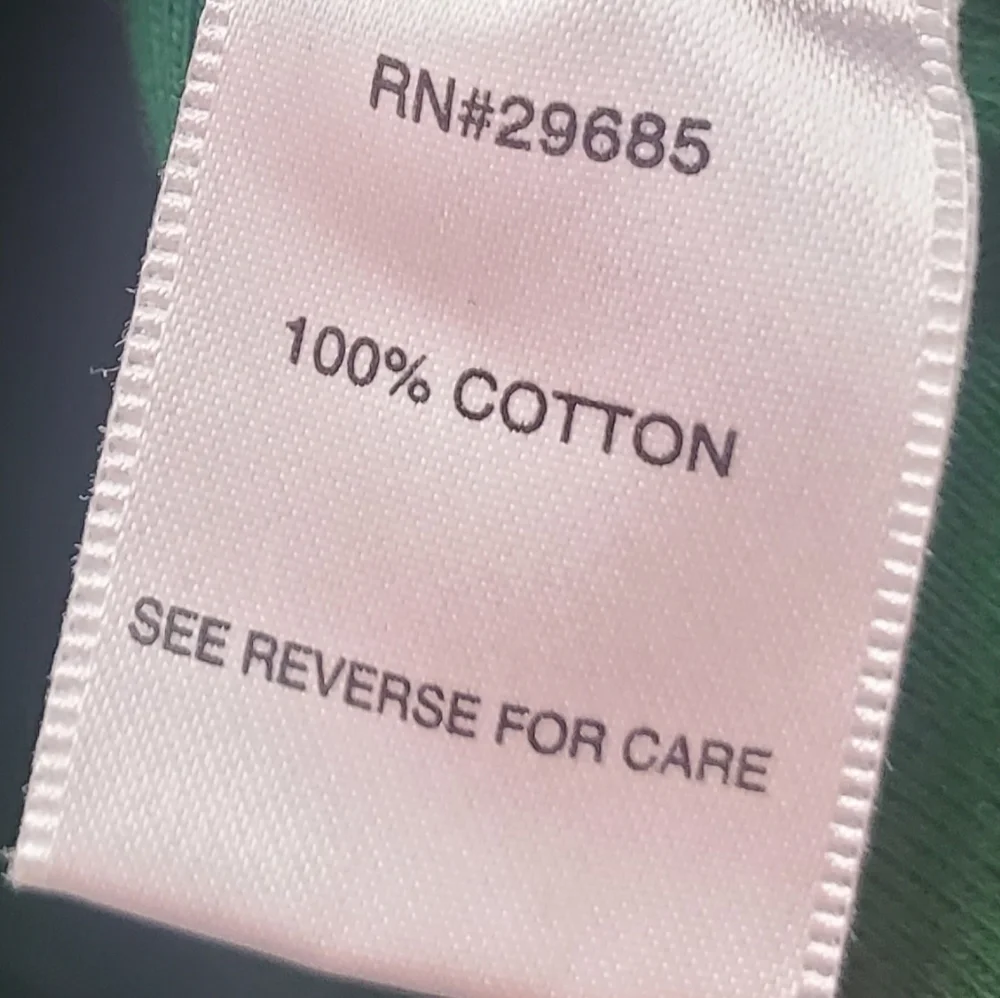 RN#29685
100% COTTON
SEE REVERSE FOR CARE